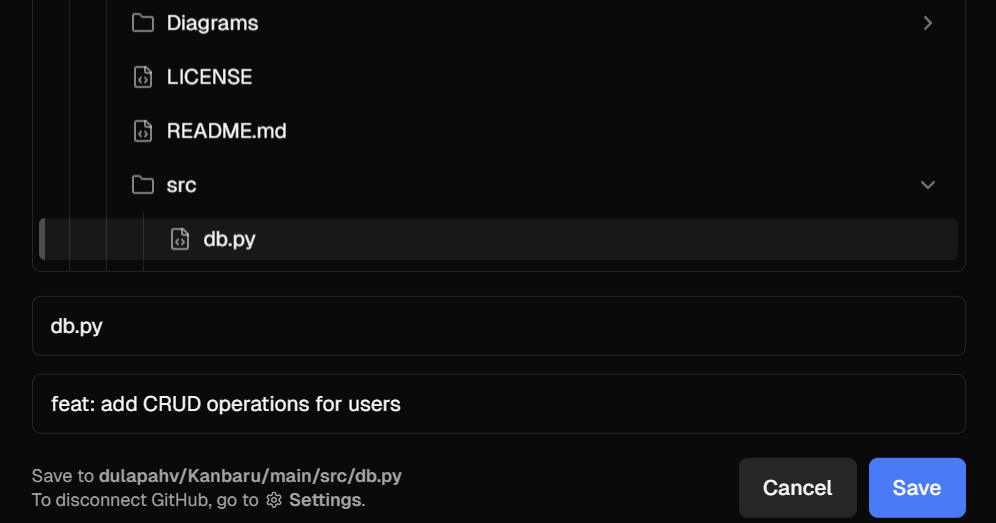 Diagrams
LICENSE
README.md
src
db.py
db.py
feat: add CRUD operations for users
Save to dulapahv/Kanbaru/main/src/db.py
To disconnect GitHub, go to Settings.
Cancel
Save